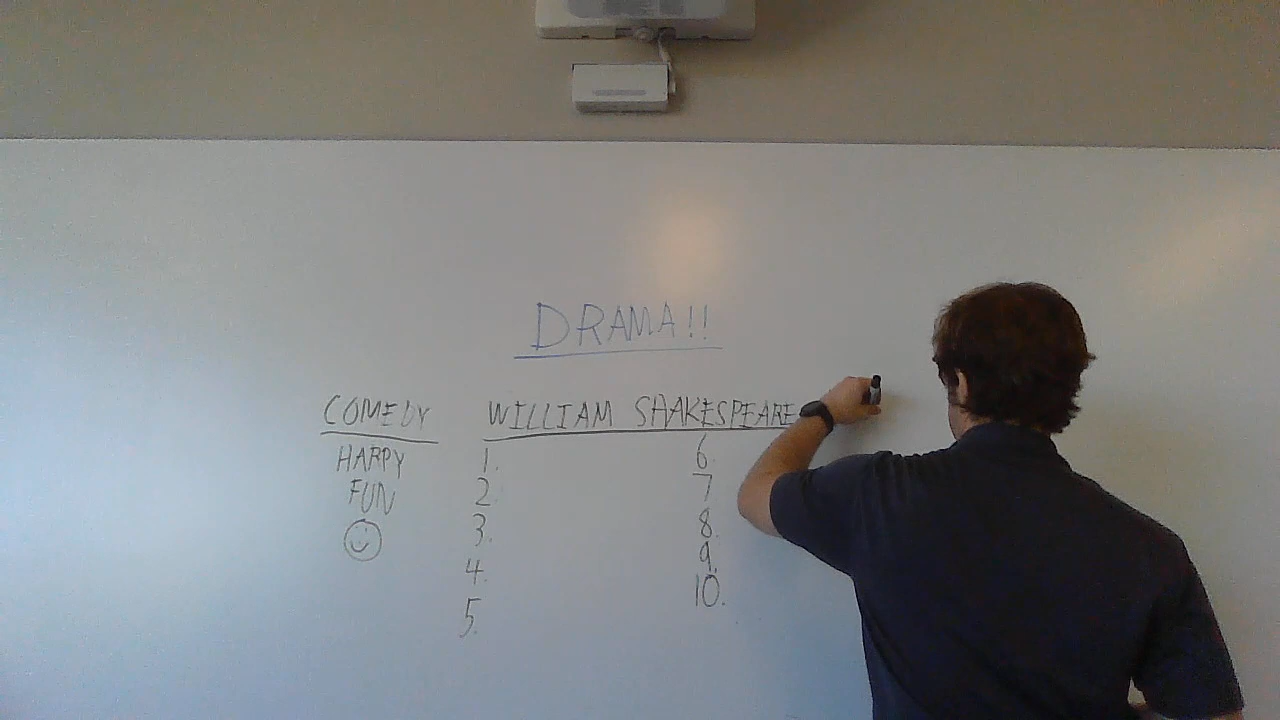 DRAMA!!
COMEDY
HAPPY
FUN
WILLIAM SHAKESPEARE
1.
2.
3.
4.
5.
6.
7
8.
9.
10.